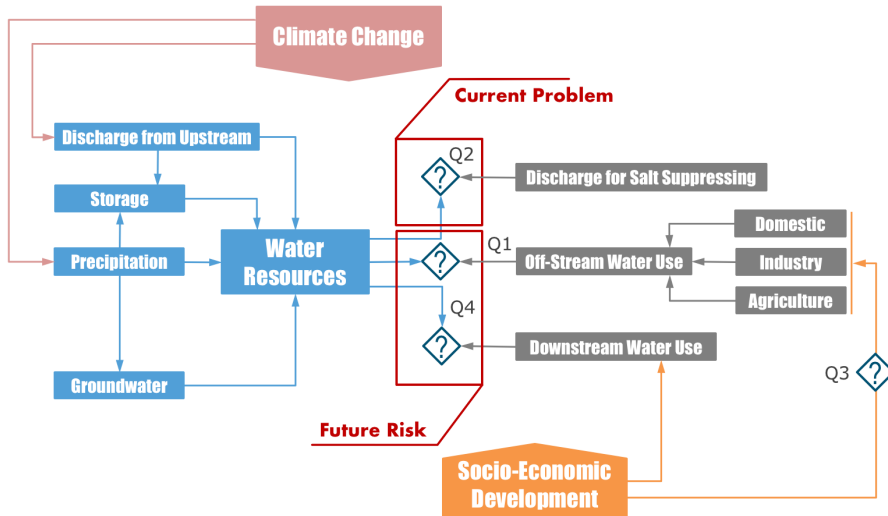 Climate Change
Current Problem
Discharge from Upstream
Q2
?
Discharge for Salt Suppressing
Storage
Domestic
Water
Resources
Q1
Precipitation
?
Off-Stream Water Use
Industry
Agriculture
Q4
?
Downstream Water Use
Q3
?
Groundwater
Future Risk
Socio-Economic
Development